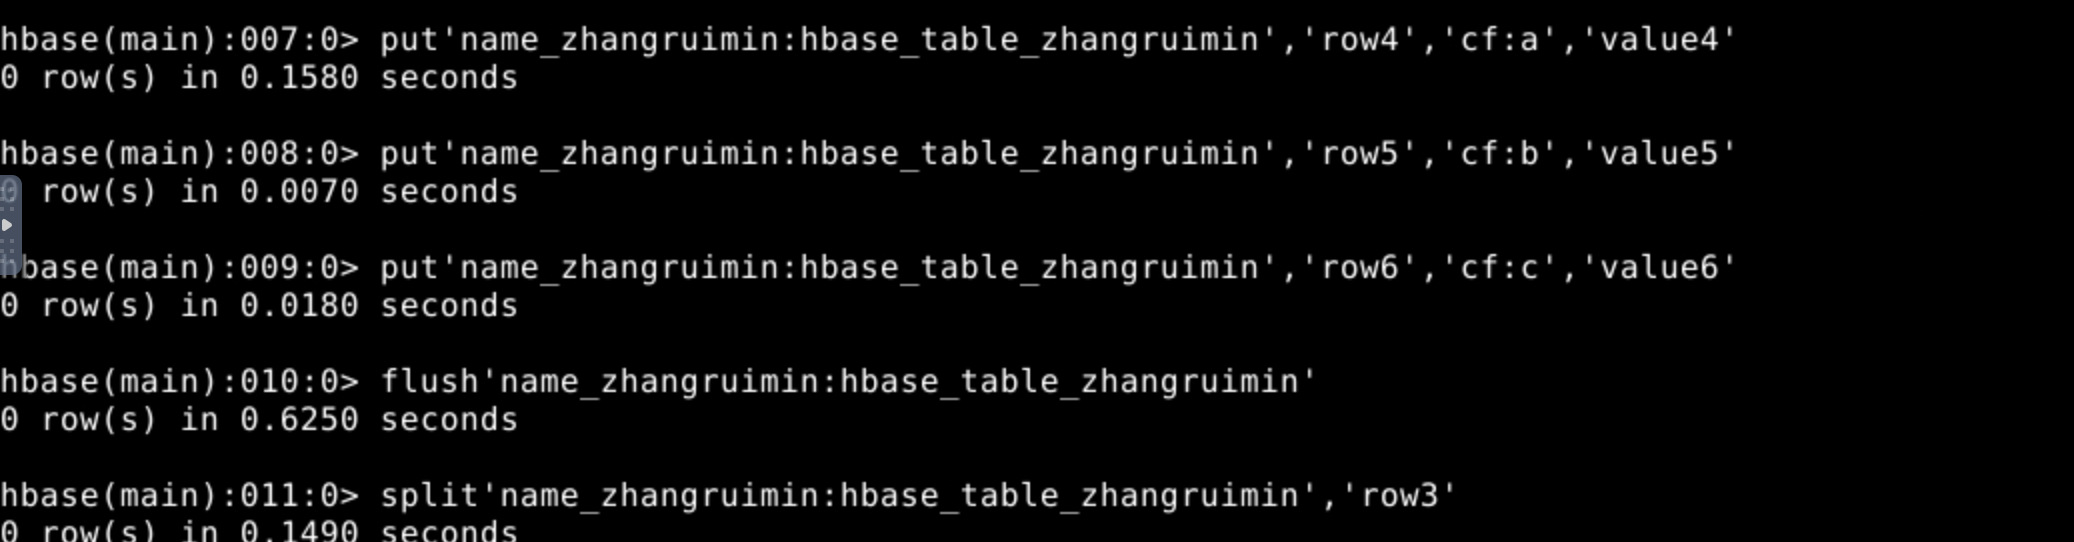 hbase(main):007:0> put'name_zhangruimin:hbase_table_zhangruimin','row4','cf:a','value4'
0 row(s) in 0.1580 seconds
hbase(main):008:0> put'name_zhangruimin:hbase_table_zhangruimin','row5','cf:b','value5'
0 row(s) in 0.0070 seconds
hbase(main):009:0> put'name_zhangruimin:hbase_table_zhangruimin','row6','cf:c','value6'
0 row(s) in 0.0180 seconds
hbase(main):010:0> flush'name_zhangruimin:hbase_table_zhangruimin'
0 row(s) in 0.6250 seconds
hbase(main):011:0> split'name_zhangruimin:hbase_table_zhangruimin','row3'
0 row(s) in 0.1490 seconds